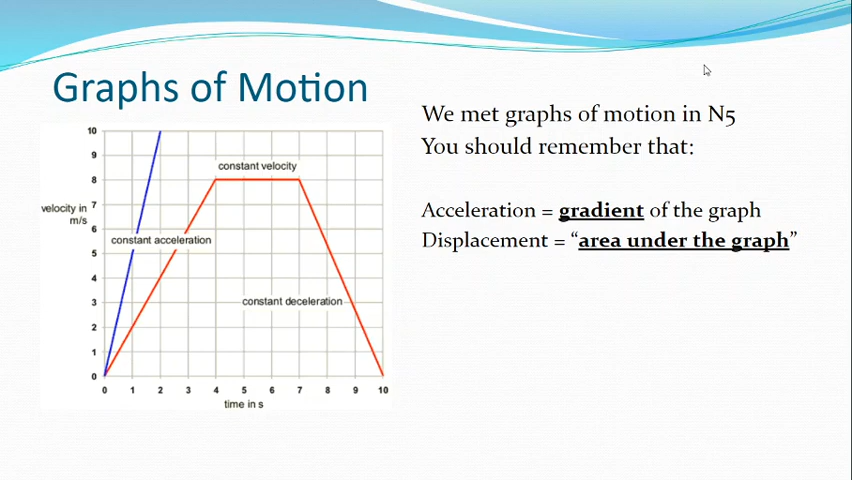 Graphs of Motion
We met graphs of motion in N5
You should remember that:
Acceleration = gradient of the graph
Displacement = “area under the graph”
10
9
8
7
6
5
4
3
2
1
0
velocity in
m/s
constant velocity
constant acceleration
constant deceleration
0 1 2 3 4 5 6 7 8 9 10
time in s